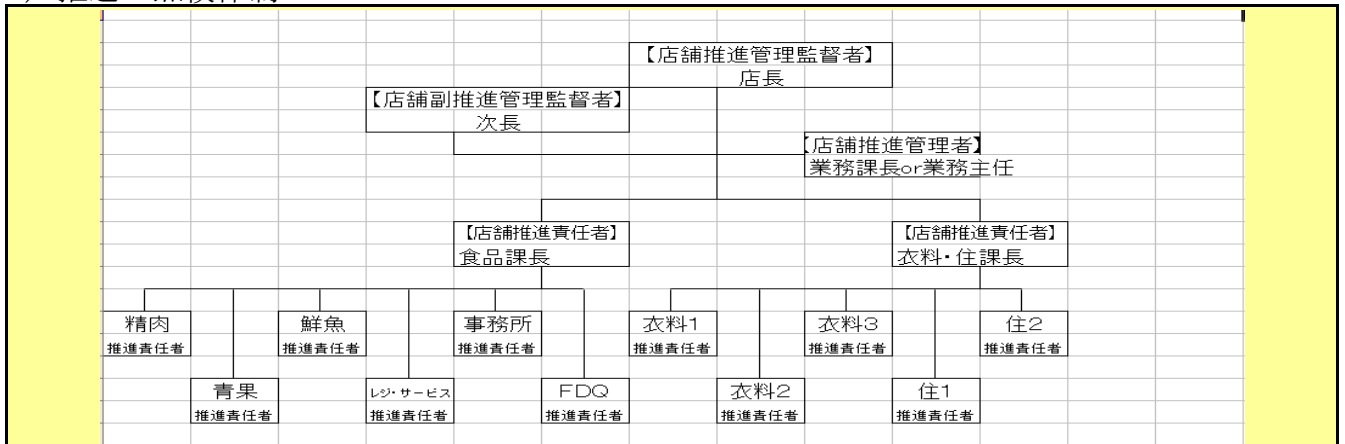 【店舗推進管理監督者】
店長
【店舗副推進管理監督者】
次長
【店舗推進管理者】
業務課長or業務主任
【店舗推進責任者】
食品課長
【店舗推進責任者】
衣料・住課長
精肉
推進責任者
鮮魚
推進責任者
事務所
推進責任者
衣料1
推進責任者
衣料3
推進責任者
住2
推進責任者
青果
推進責任者
レジ・サービス
推進責任者
FDQ
推進責任者
衣料2
推進責任者
住1
推進責任者